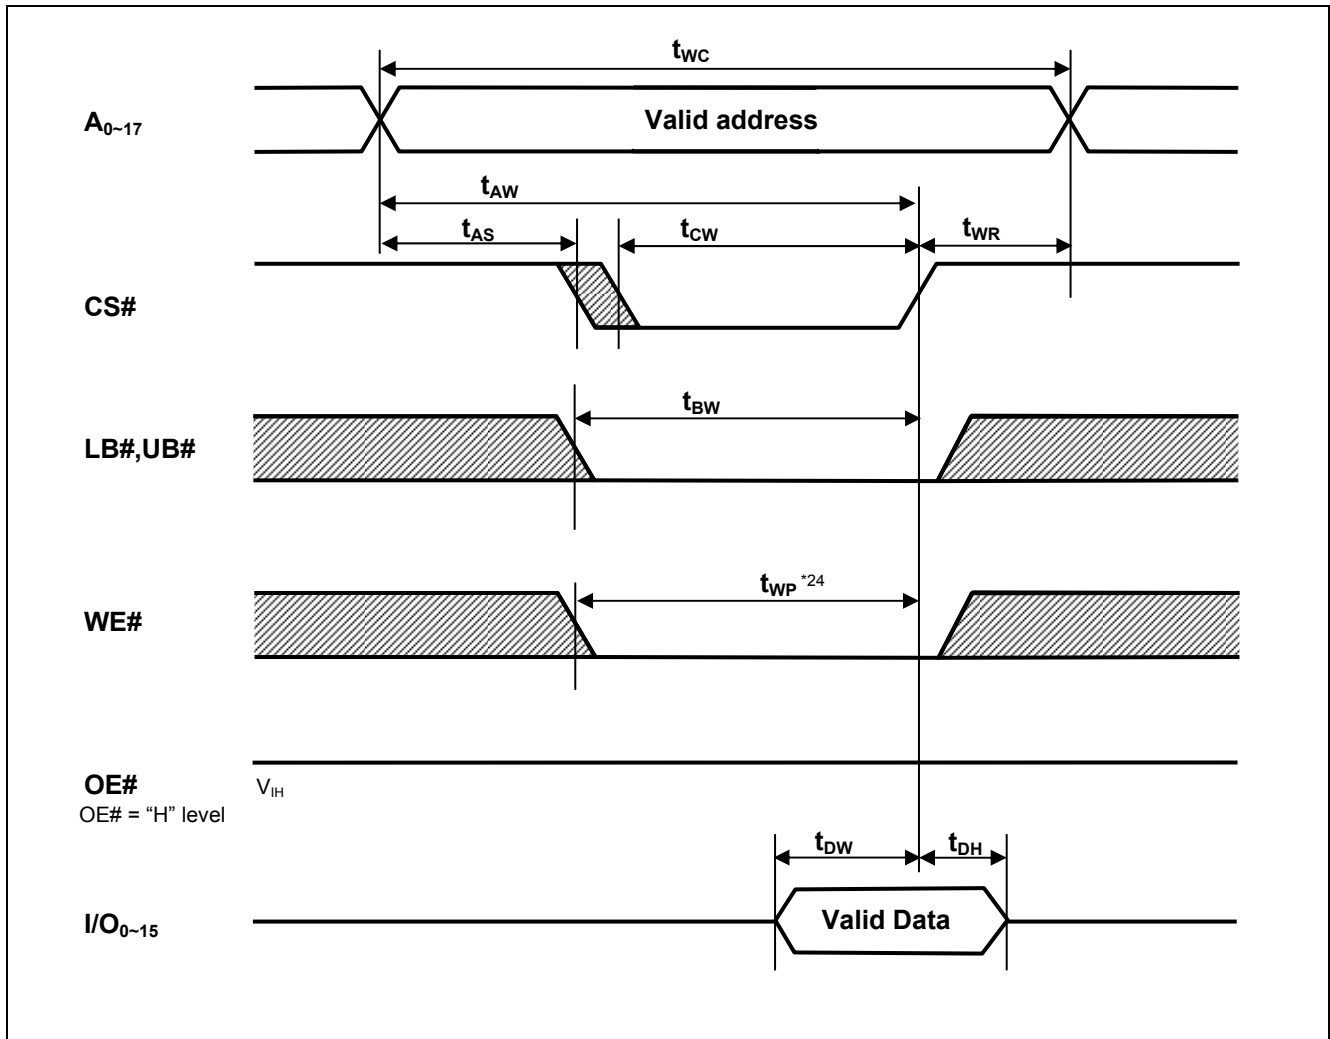 tWC
A0~17
Valid address
tAW
tAS
tCW
tWR
CS#
tBW
LB#,UB#
tWP *24
WE#
OE#
VIH
OE# = “H” level
tDW
tDH
I/O0~15
Valid Data